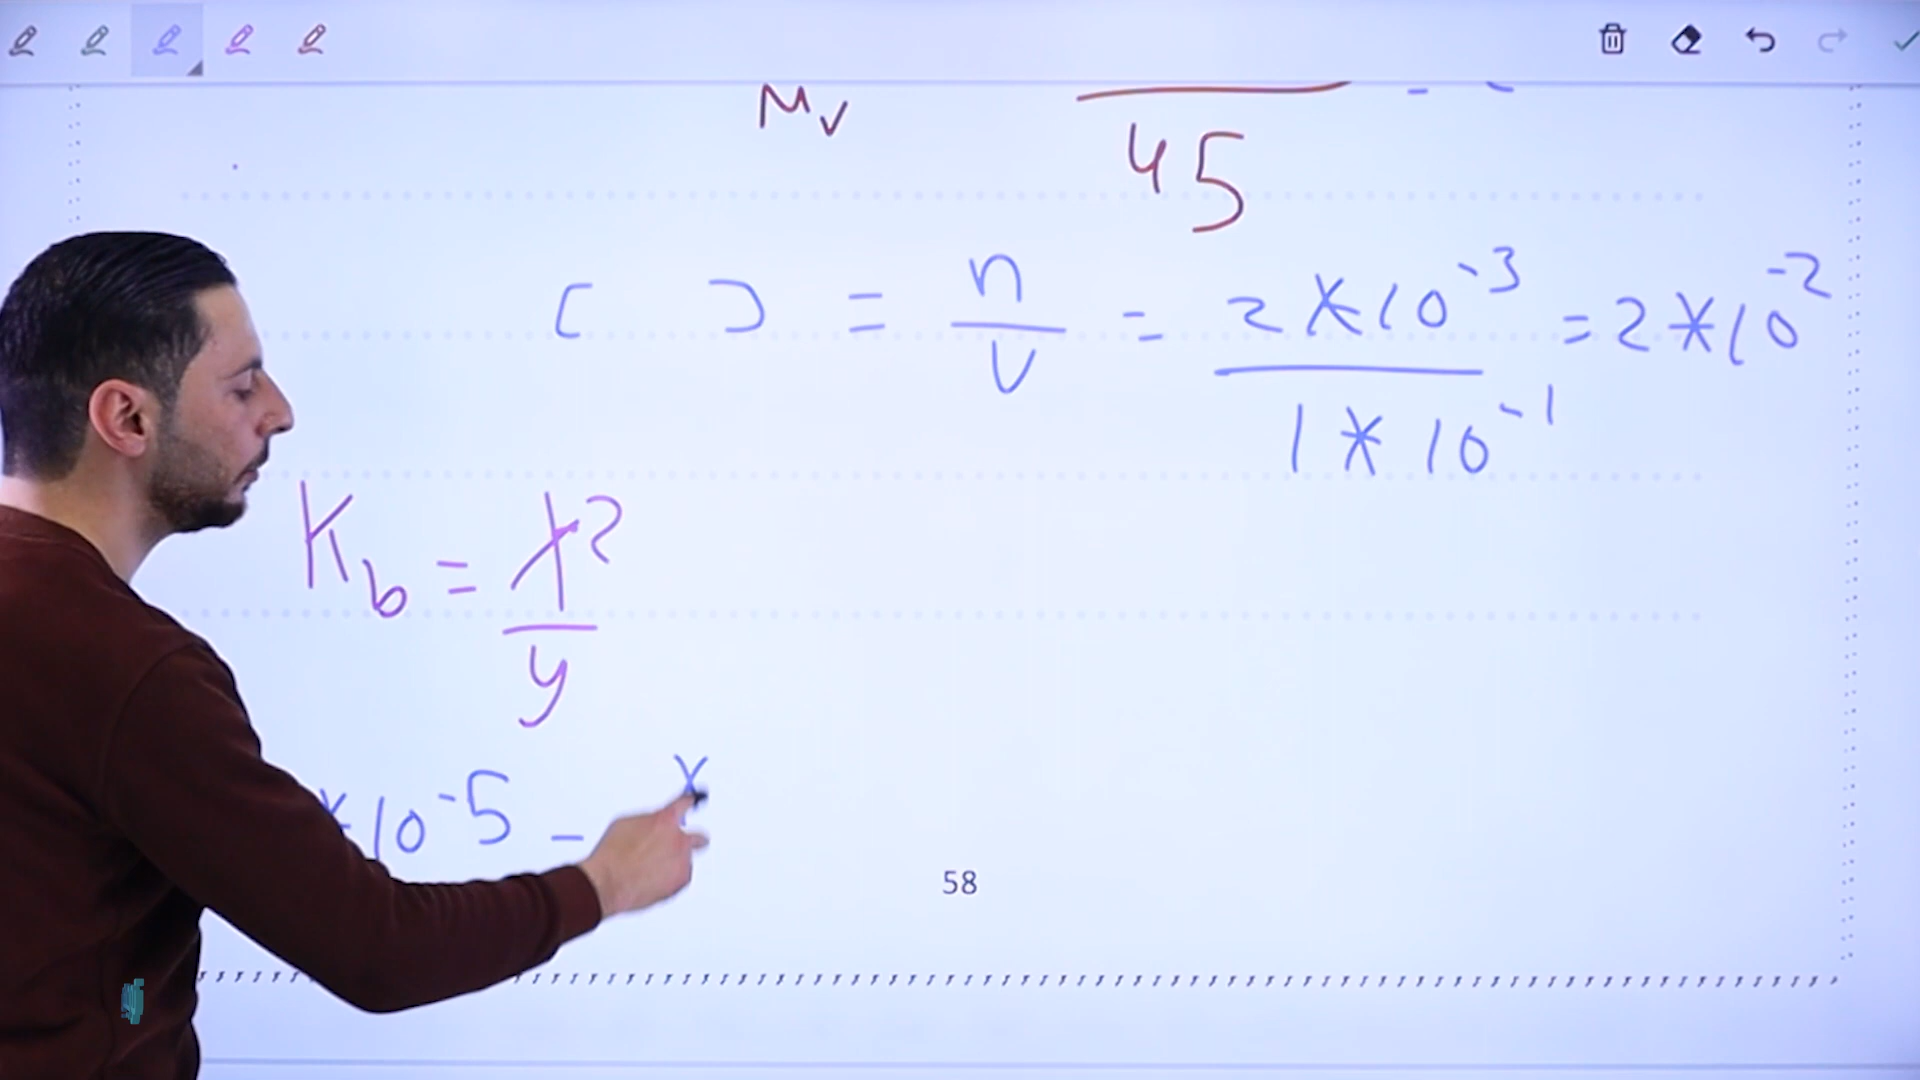 Mv
45
[ ] = n / v = 2*10^-3 / 1*10^-1 = 2*10^-2
Kb = x^2 / y
*10^-5 = x
58